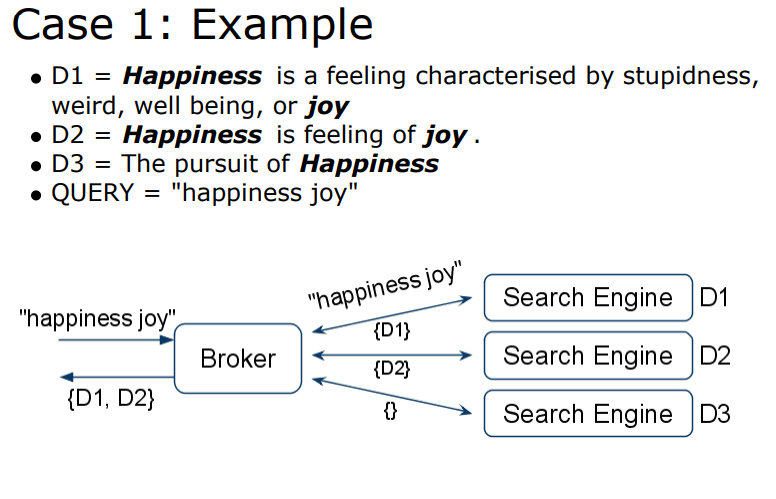 Case 1: Example
• D1 = Happiness is a feeling characterised by stupidness,
weird, well being, or joy
• D2 = Happiness is feeling of joy .
• D3 = The pursuit of Happiness
• QUERY = "happiness joy"
"happiness joy"
Search Engine D1
"happiness joy"
{D1}
Broker
Search Engine D2
{D2}
{D1, D2}
{}
Search Engine D3